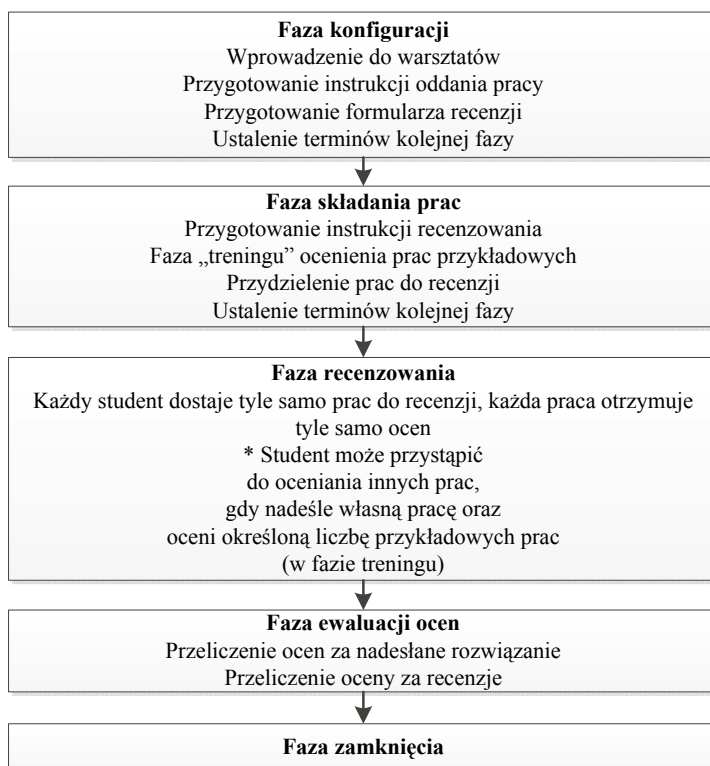 Faza konfiguracji
Wprowadzenie do warsztatów
Przygotowanie instrukcji oddania pracy
Przygotowanie formularza recenzji
Ustalenie terminów kolejnej fazy
Faza składania prac
Przygotowanie instrukcji recenzowania
Faza „treningu” ocenienia prac przykładowych
Przydzielenie prac do recenzji
Ustalenie terminów kolejnej fazy
Faza recenzowania
Każdy student dostaje tyle samo prac do recenzji, każda praca otrzymuje
tyle samo ocen
* Student może przystąpić
do oceniania innych prac,
gdy nadeśle własną pracę oraz
oceni określoną liczbę przykładowych prac
(w fazie treningu)
Faza ewaluacji ocen
Przeliczenie ocen za nadesłane rozwiązanie
Przeliczenie oceny za recenzje
Faza zamknięcia